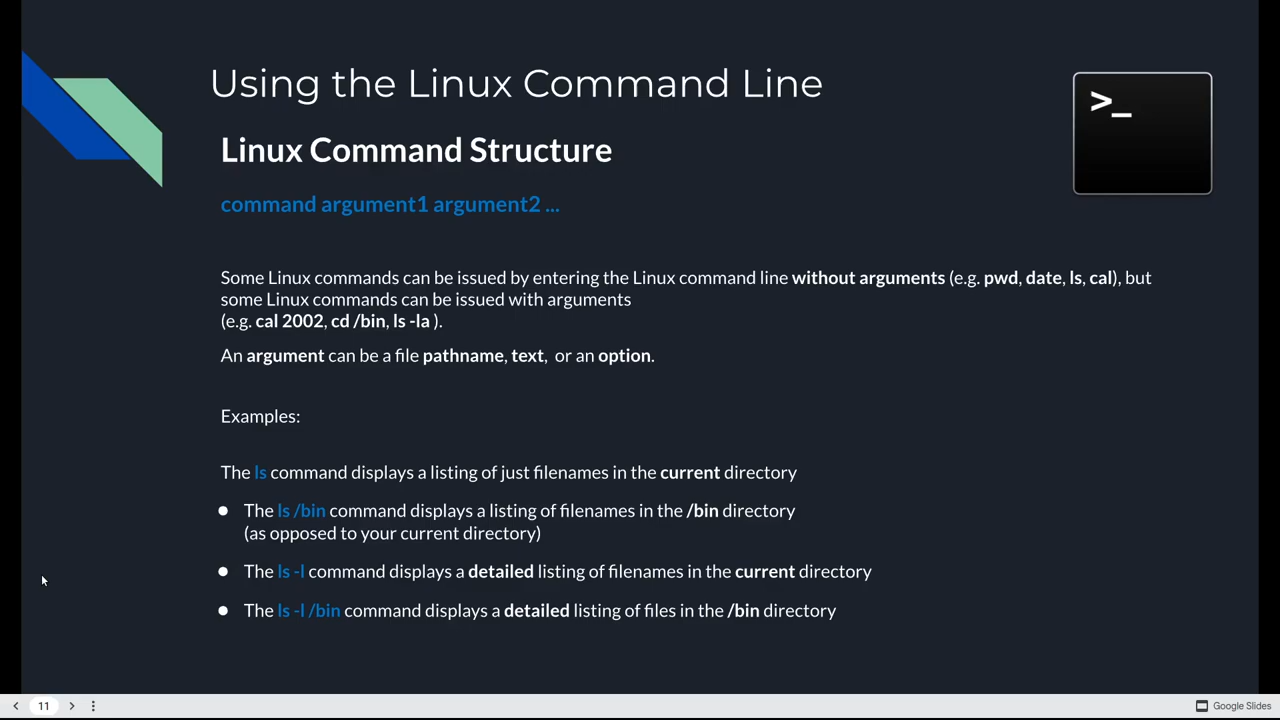 Using the Linux Command Line
>_
Linux Command Structure
command argument1 argument2 ...
Some Linux commands can be issued by entering the Linux command line without arguments (e.g. pwd, date, ls, cal), but
some Linux commands can be issued with arguments
(e.g. cal 2002, cd /bin, ls -la ).
An argument can be a file pathname, text,  or an option.
Examples:
The ls command displays a listing of just filenames in the current directory
● The ls /bin command displays a listing of filenames in the /bin directory
(as opposed to your current directory)
● The ls -l command displays a detailed listing of filenames in the current directory
● The ls -l /bin command displays a detailed listing of files in the /bin directory
11
Google Slides